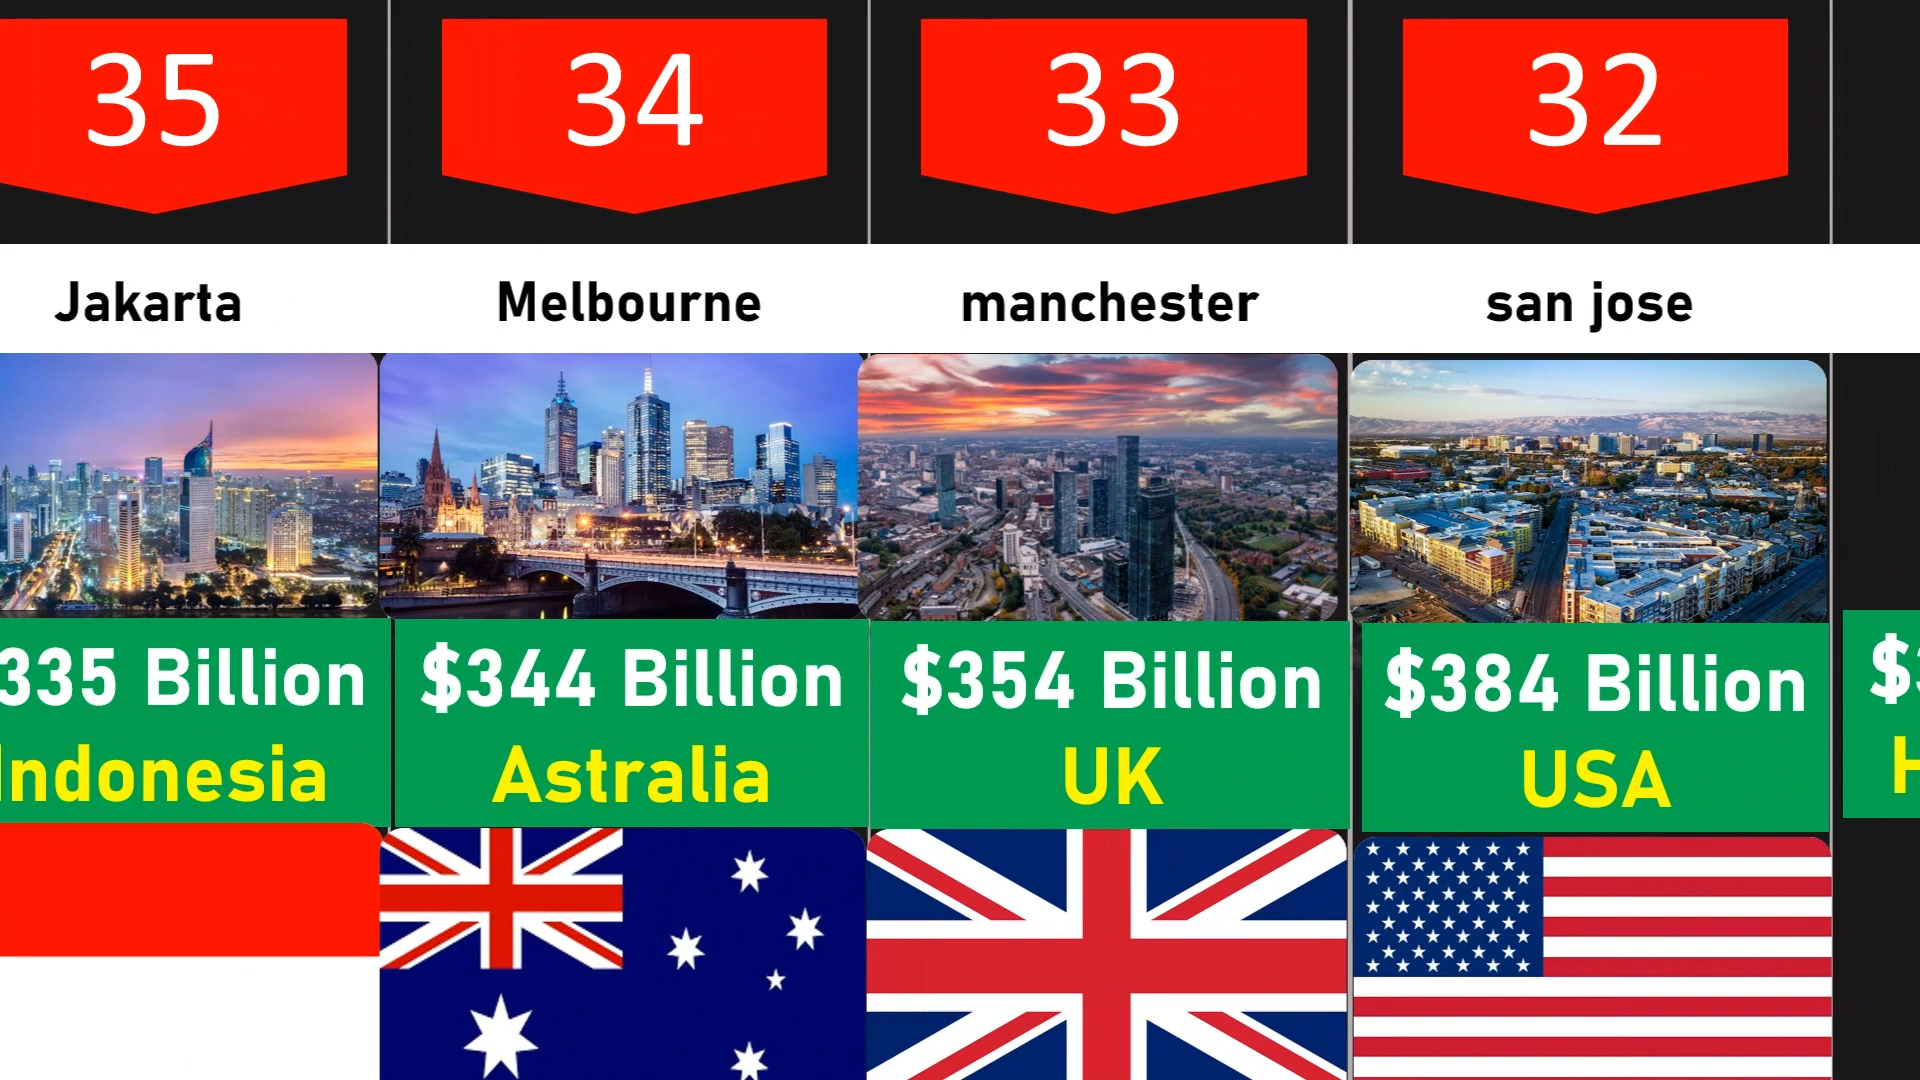 35
34
33
32
Jakarta
Melbourne
manchester
san jose
335 Billion
$344 Billion
$354 Billion
$384 Billion
Indonesia
Astralia
UK
USA